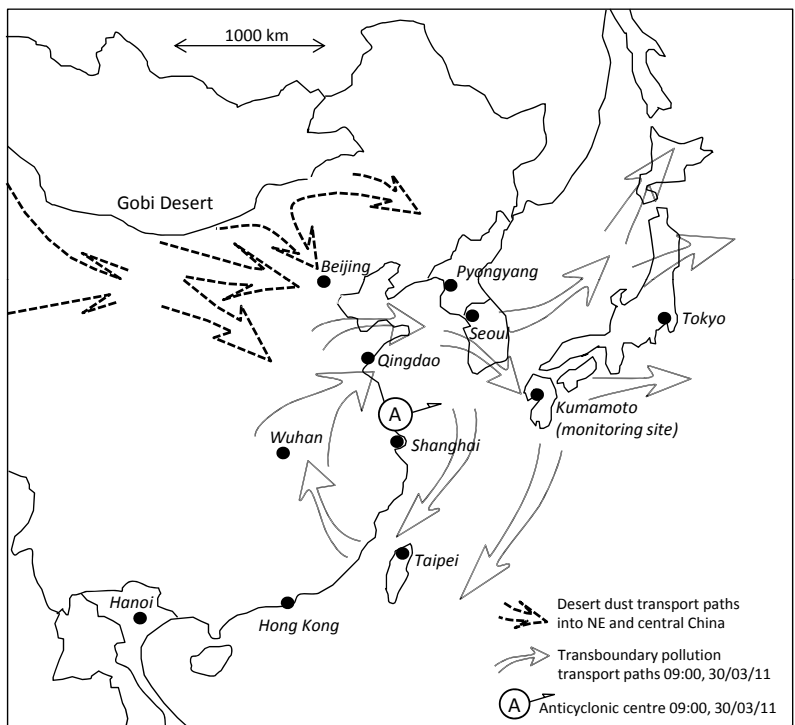 1000 km
Gobi Desert
Beijing
Pyongyang
Seoul
Tokyo
Qingdao
Kumamoto
(monitoring site)
A
Wuhan
Shanghai
Taipei
Hanoi
Hong Kong
Desert dust transport paths
into NE and central China
Transboundary pollution
transport paths 09:00, 30/03/11
A
Anticyclonic centre 09:00, 30/03/11